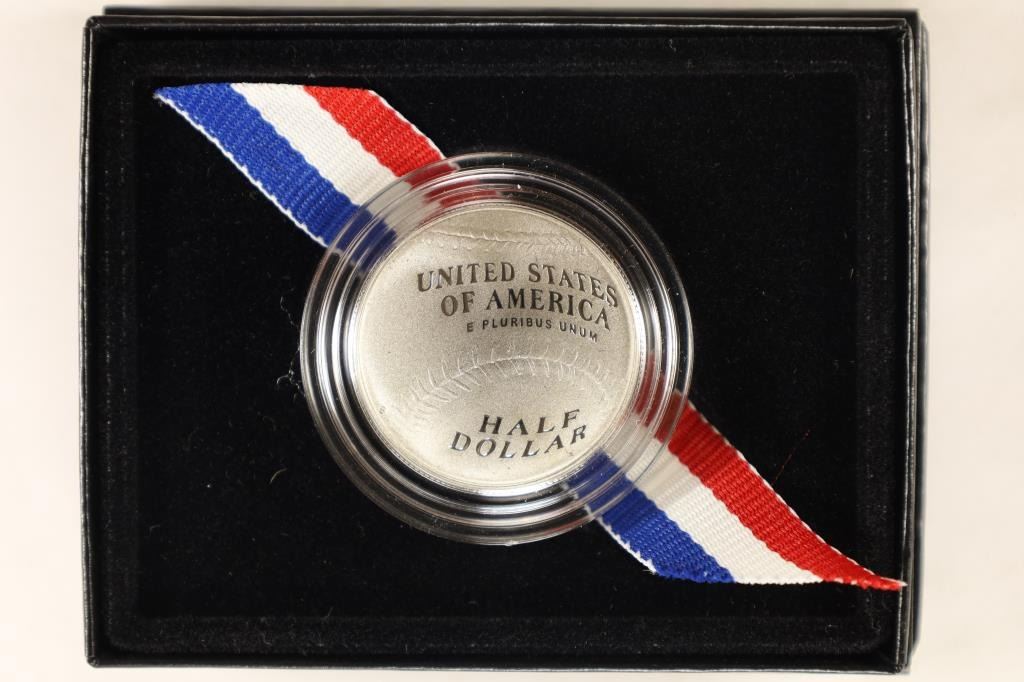 UNITED STATES
OF AMERICA
E PLURIBUS UNUM
HALF
DOLLAR